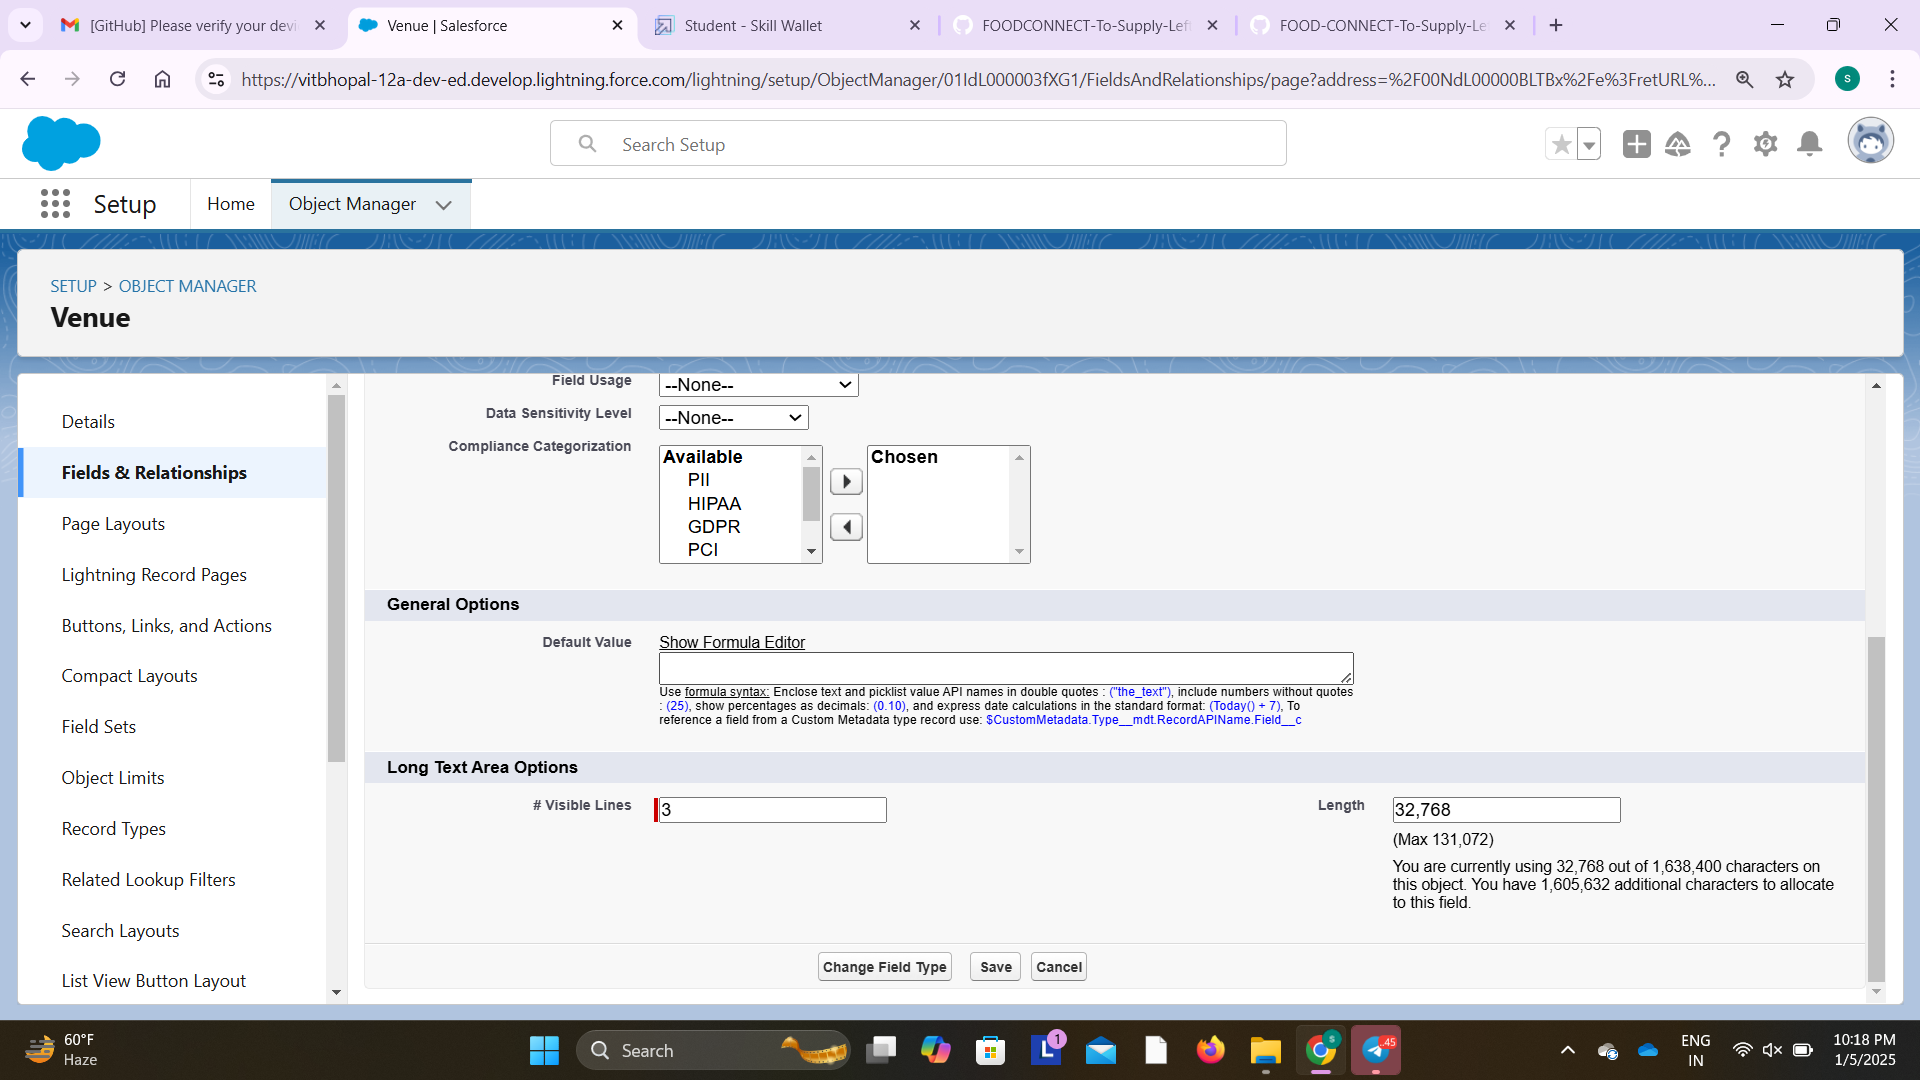 [GitHub] Please verify your devi
Venue | Salesforce
Student - Skill Wallet
FOODCONNECT-To-Supply-Left
FOOD-CONNECT-To-Supply-Le
https://vitbhopal-12a-dev-ed.develop.lightning.force.com/lightning/setup/ObjectManager/01IdL000003fXG1/FieldsAndRelationships/page?address=%2F00NdL00000BLTBx%2Fe%3FretURL%...
S
Search Setup
Setup
Home
Object Manager
SETUP > OBJECT MANAGER
Venue
Details
Fields & Relationships
Page Layouts
Lightning Record Pages
Buttons, Links, and Actions
Compact Layouts
Field Sets
Object Limits
Record Types
Related Lookup Filters
Search Layouts
List View Button Layout
Field Usage
--None--
Data Sensitivity Level
--None--
Compliance Categorization
Available
PII
HIPAA
GDPR
PCI
Chosen
General Options
Default Value
Show Formula Editor
Use formula syntax: Enclose text and picklist value API names in double quotes : ("the_text"), include numbers without quotes
: (25), show percentages as decimals: (0.10), and express date calculations in the standard format: (Today() + 7), To
reference a field from a Custom Metadata type record use: $CustomMetadata.Type__mdt.RecordAPIName.Field__c
Long Text Area Options
# Visible Lines
3
Length
32,768
(Max 131,072)
You are currently using 32,768 out of 1,638,400 characters on
this object. You have 1,605,632 additional characters to allocate
to this field.
Change Field Type
Save
Cancel
60°F
Haze
Search
L
1
S
.45
ENG
IN
10:18 PM
1/5/2025